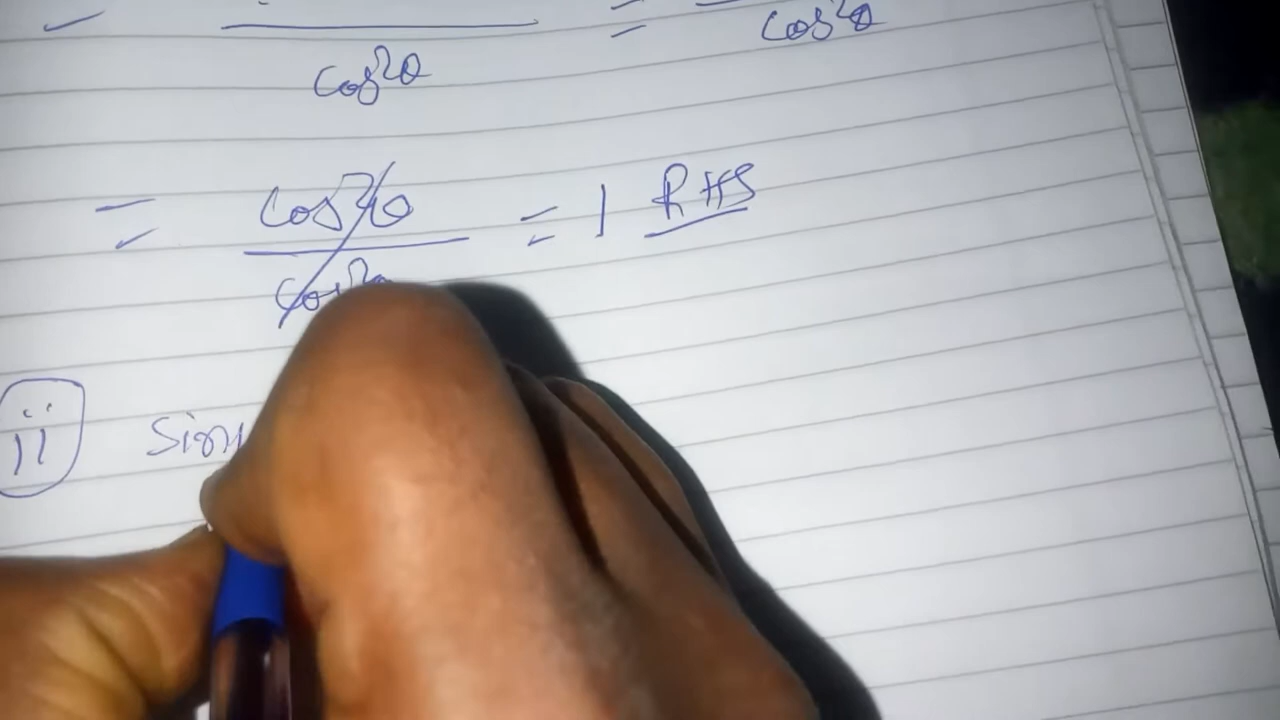 = =
cos²θ cos²θ
= cos²θ = 1 RHS
cos²θ
ii Sin